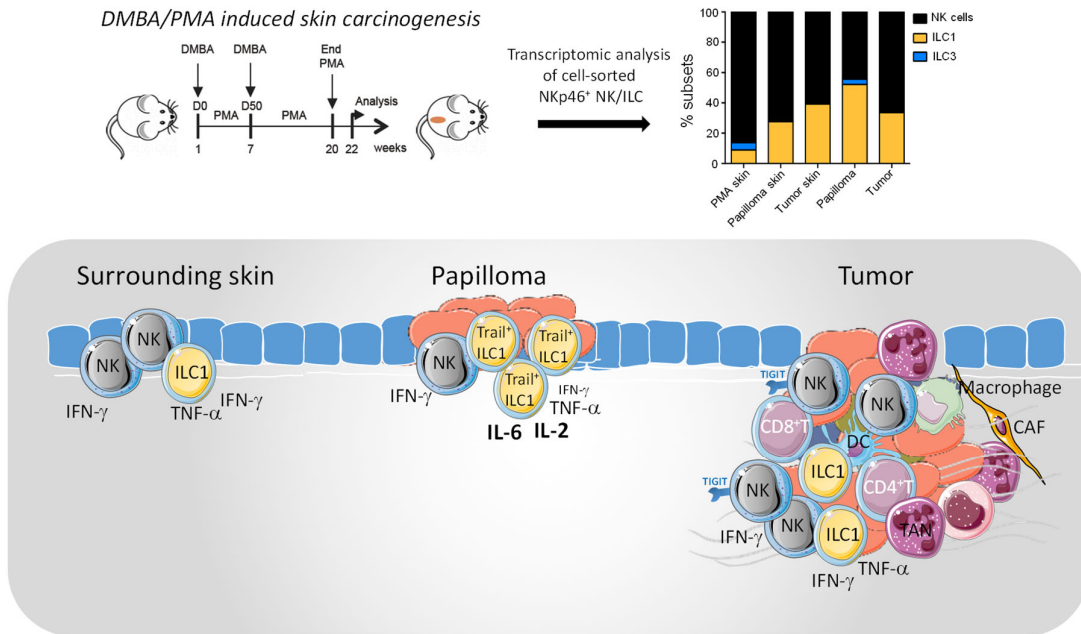 DMBA/PMA induced skin carcinogenesis
DMBA
DMBA
End
PMA
Analysis
D0
D50
PMA
PMA
1
7
20
22
weeks
Transcriptomic analysis
of cell-sorted
NKp46⁺ NK/ILC
% subsets
100
80
60
40
20
0
PMA skin
Papilloma skin
Tumor skin
Papilloma
Tumor
NK cells
ILC1
ILC3
Surrounding skin
NK
NK
ILC1
IFN-γ
TNF-α
IFN-γ
Papilloma
NK
Trail⁺
ILC1
Trail⁺
ILC1
Trail⁺
ILC1
IFN-γ
IFN-γ
TNF-α
IL-6
IL-2
Tumor
TIGIT
NK
NK
Macrophage
CAF
CD8⁺T
DC
ILC1
CD4⁺T
TIGIT
NK
NK
ILC1
TAN
IFN-γ
IFN-γ
TNF-α